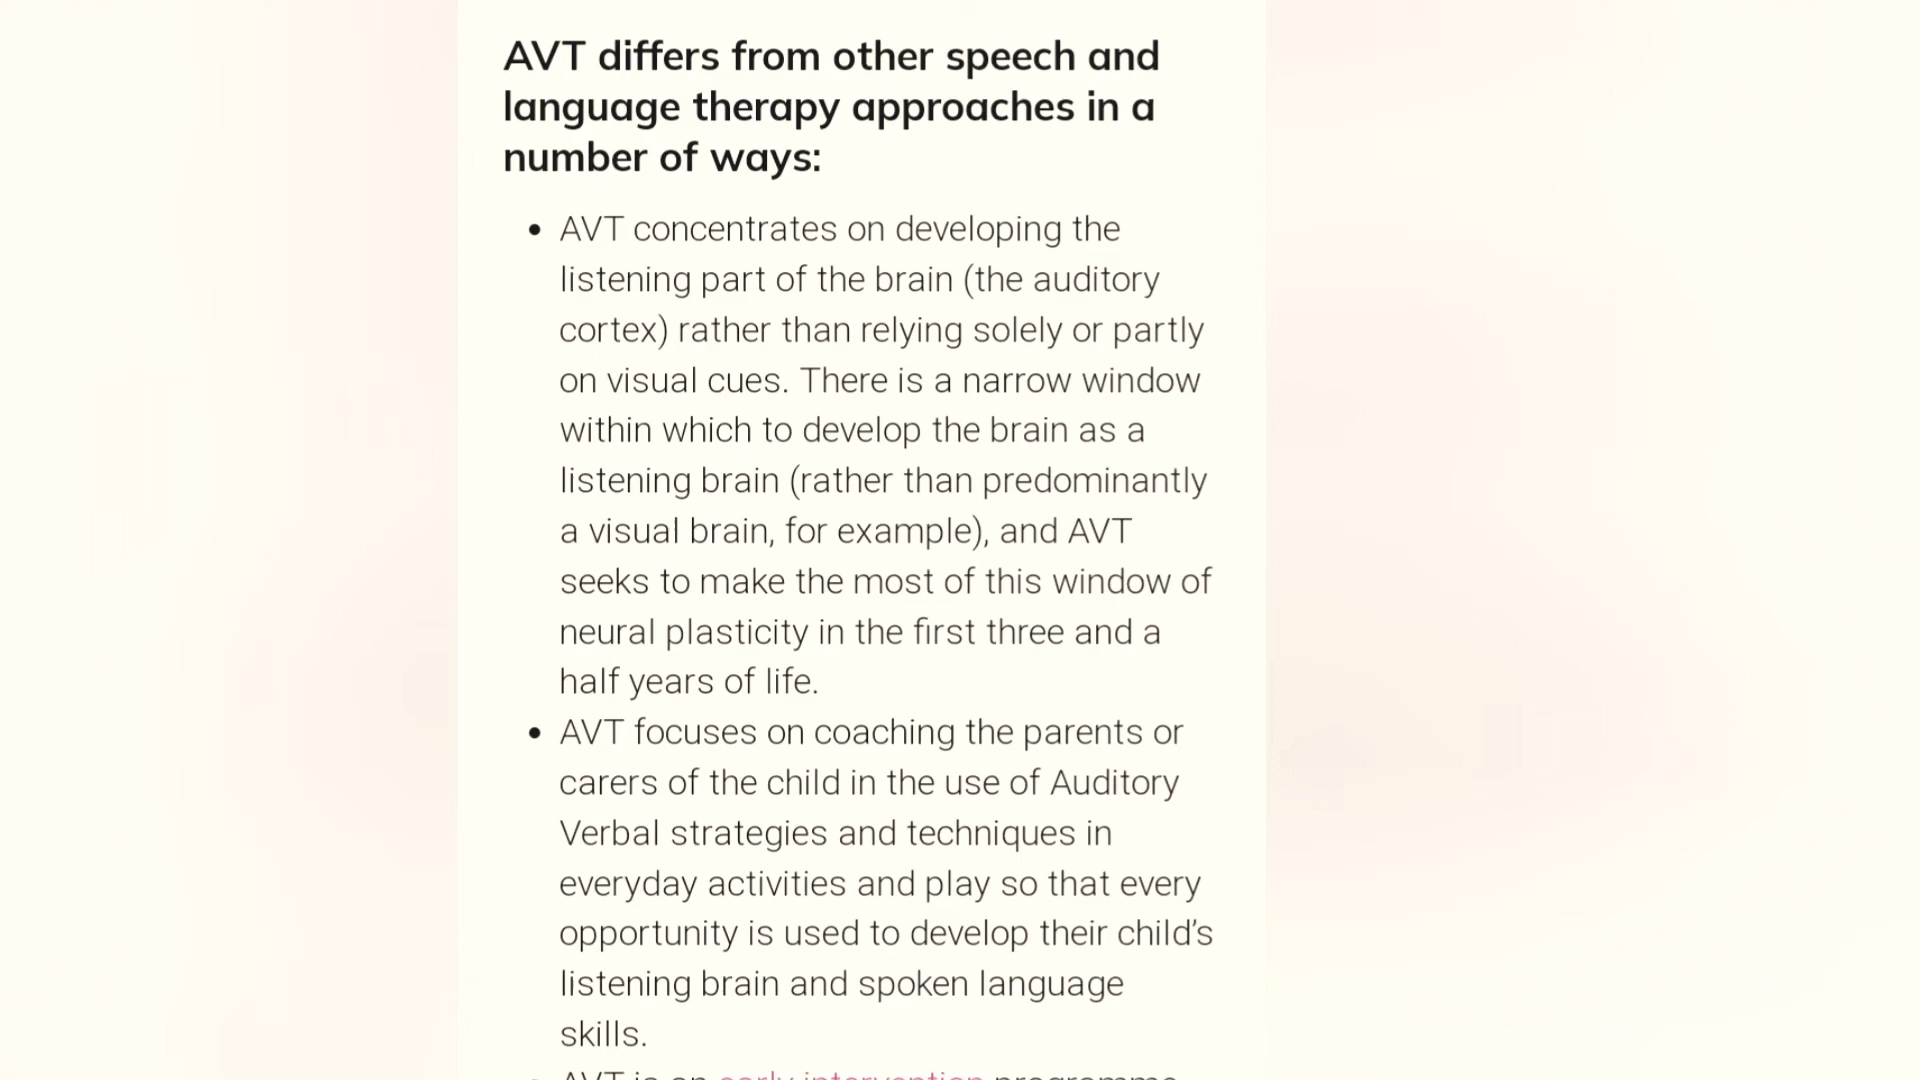 AVT differs from other speech and
language therapy approaches in a
number of ways:
• AVT concentrates on developing the
listening part of the brain (the auditory
cortex) rather than relying solely or partly
on visual cues. There is a narrow window
within which to develop the brain as a
listening brain (rather than predominantly
a visual brain, for example), and AVT
seeks to make the most of this window of
neural plasticity in the first three and a
half years of life.
• AVT focuses on coaching the parents or
carers of the child in the use of Auditory
Verbal strategies and techniques in
everyday activities and play so that every
opportunity is used to develop their child’s
listening brain and spoken language
skills.
• AVT is an early intervention programme